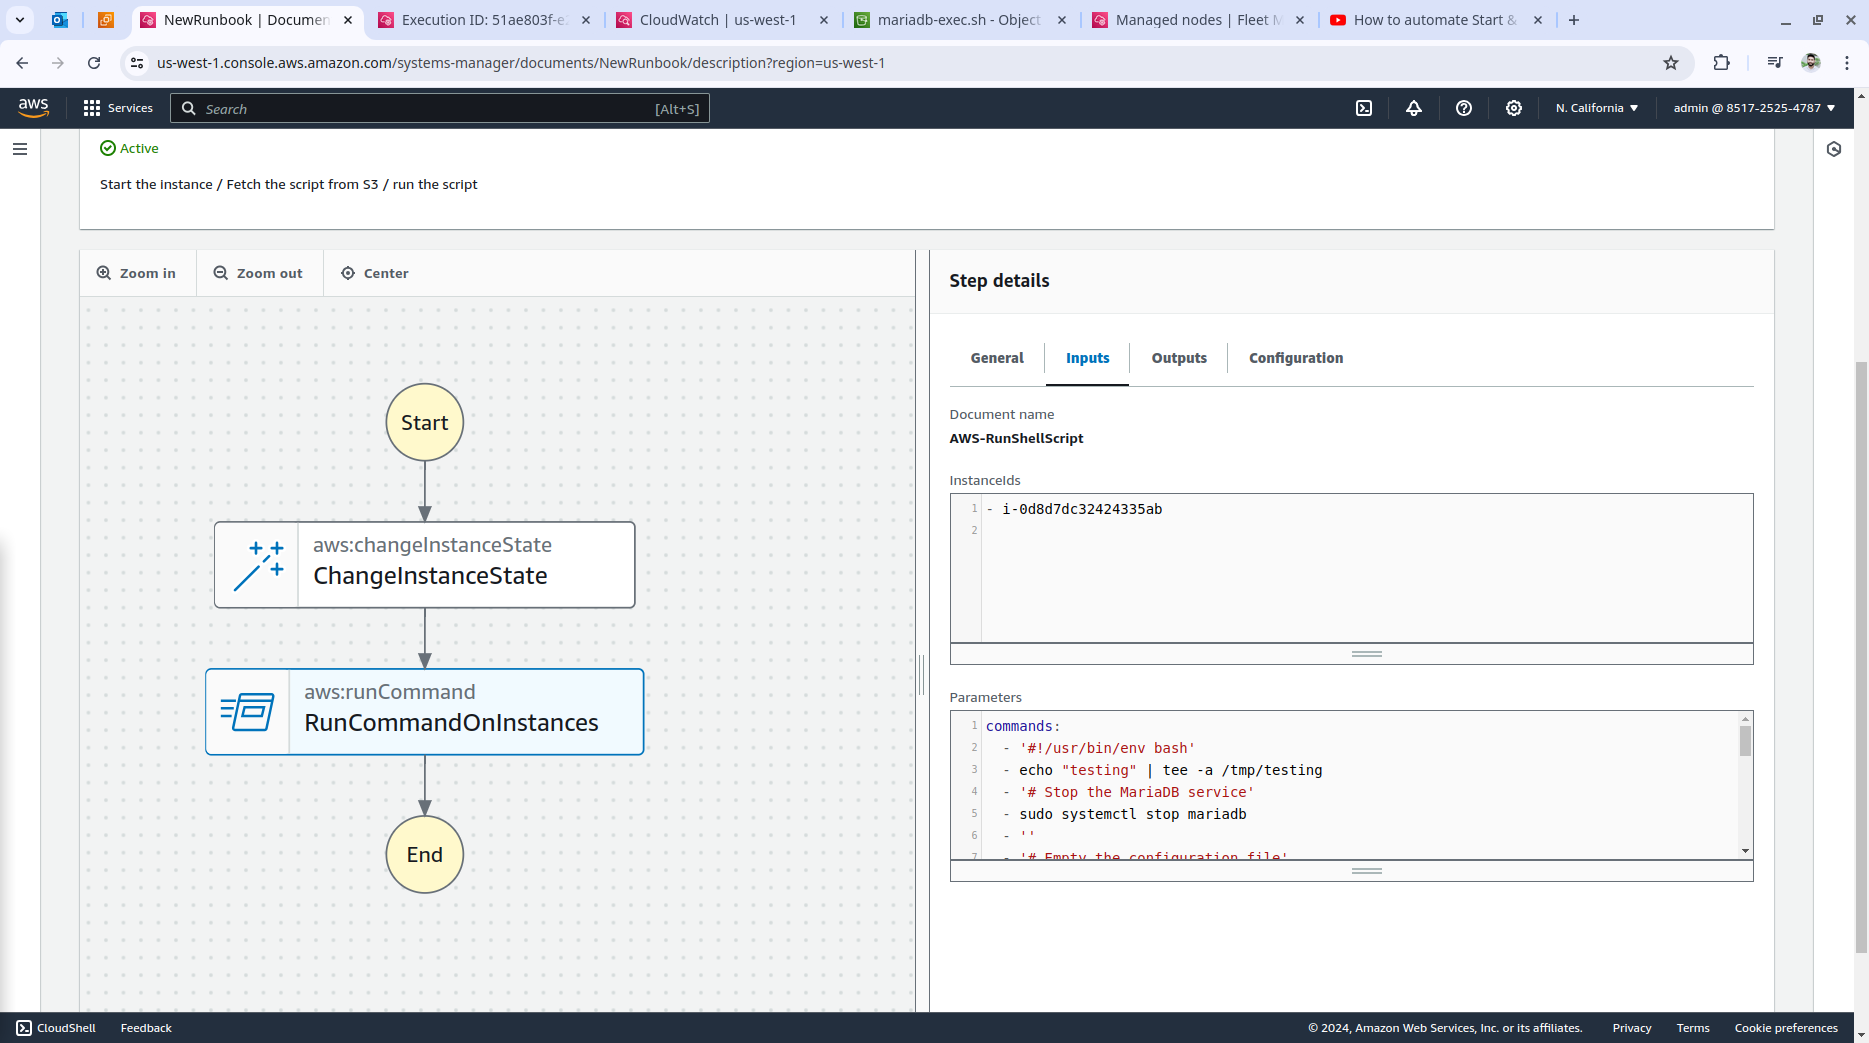 NewRunbook | Documen
Execution ID: 51ae803f-e
CloudWatch | us-west-1
mariadb-exec.sh - Object
Managed nodes | Fleet M
How to automate Start &
us-west-1.console.aws.amazon.com/systems-manager/documents/NewRunbook/description?region=us-west-1
aws
Services
Search
[Alt+S]
N. California
admin @ 8517-2525-4787
Active
Start the instance / Fetch the script from S3 / run the script
Zoom in
Zoom out
Center
Start
aws:changeInstanceState
ChangeInstanceState
aws:runCommand
RunCommandOnInstances
End
Step details
General
Inputs
Outputs
Configuration
Document name
AWS-RunShellScript
InstanceIds
1 - i-0d8d7dc32424335ab
2
Parameters
1 commands:
2 - '#!/usr/bin/env bash'
3 - echo "testing" | tee -a /tmp/testing
4 - '# Stop the MariaDB service'
5 - sudo systemctl stop mariadb
6 - ''
7 - '# Empty the configuration file'
CloudShell
Feedback
© 2024, Amazon Web Services, Inc. or its affiliates.
Privacy
Terms
Cookie preferences